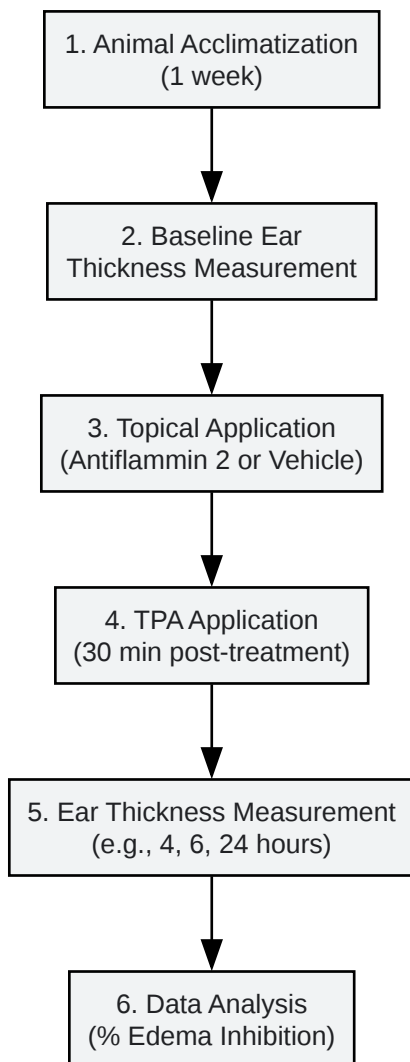 1. Animal Acclimatization
(1 week)
2. Baseline Ear
Thickness Measurement
3. Topical Application
(Antiflammin 2 or Vehicle)
4. TPA Application
(30 min post-treatment)
5. Ear Thickness Measurement
(e.g., 4, 6, 24 hours)
6. Data Analysis
(% Edema Inhibition)